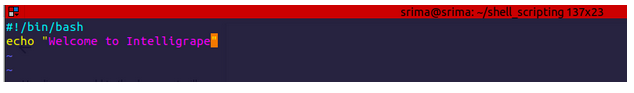 srima@srima: ~/shell_scripting 137x23
#!/bin/bash
echo "Welcome to Intelligrape"
~
~